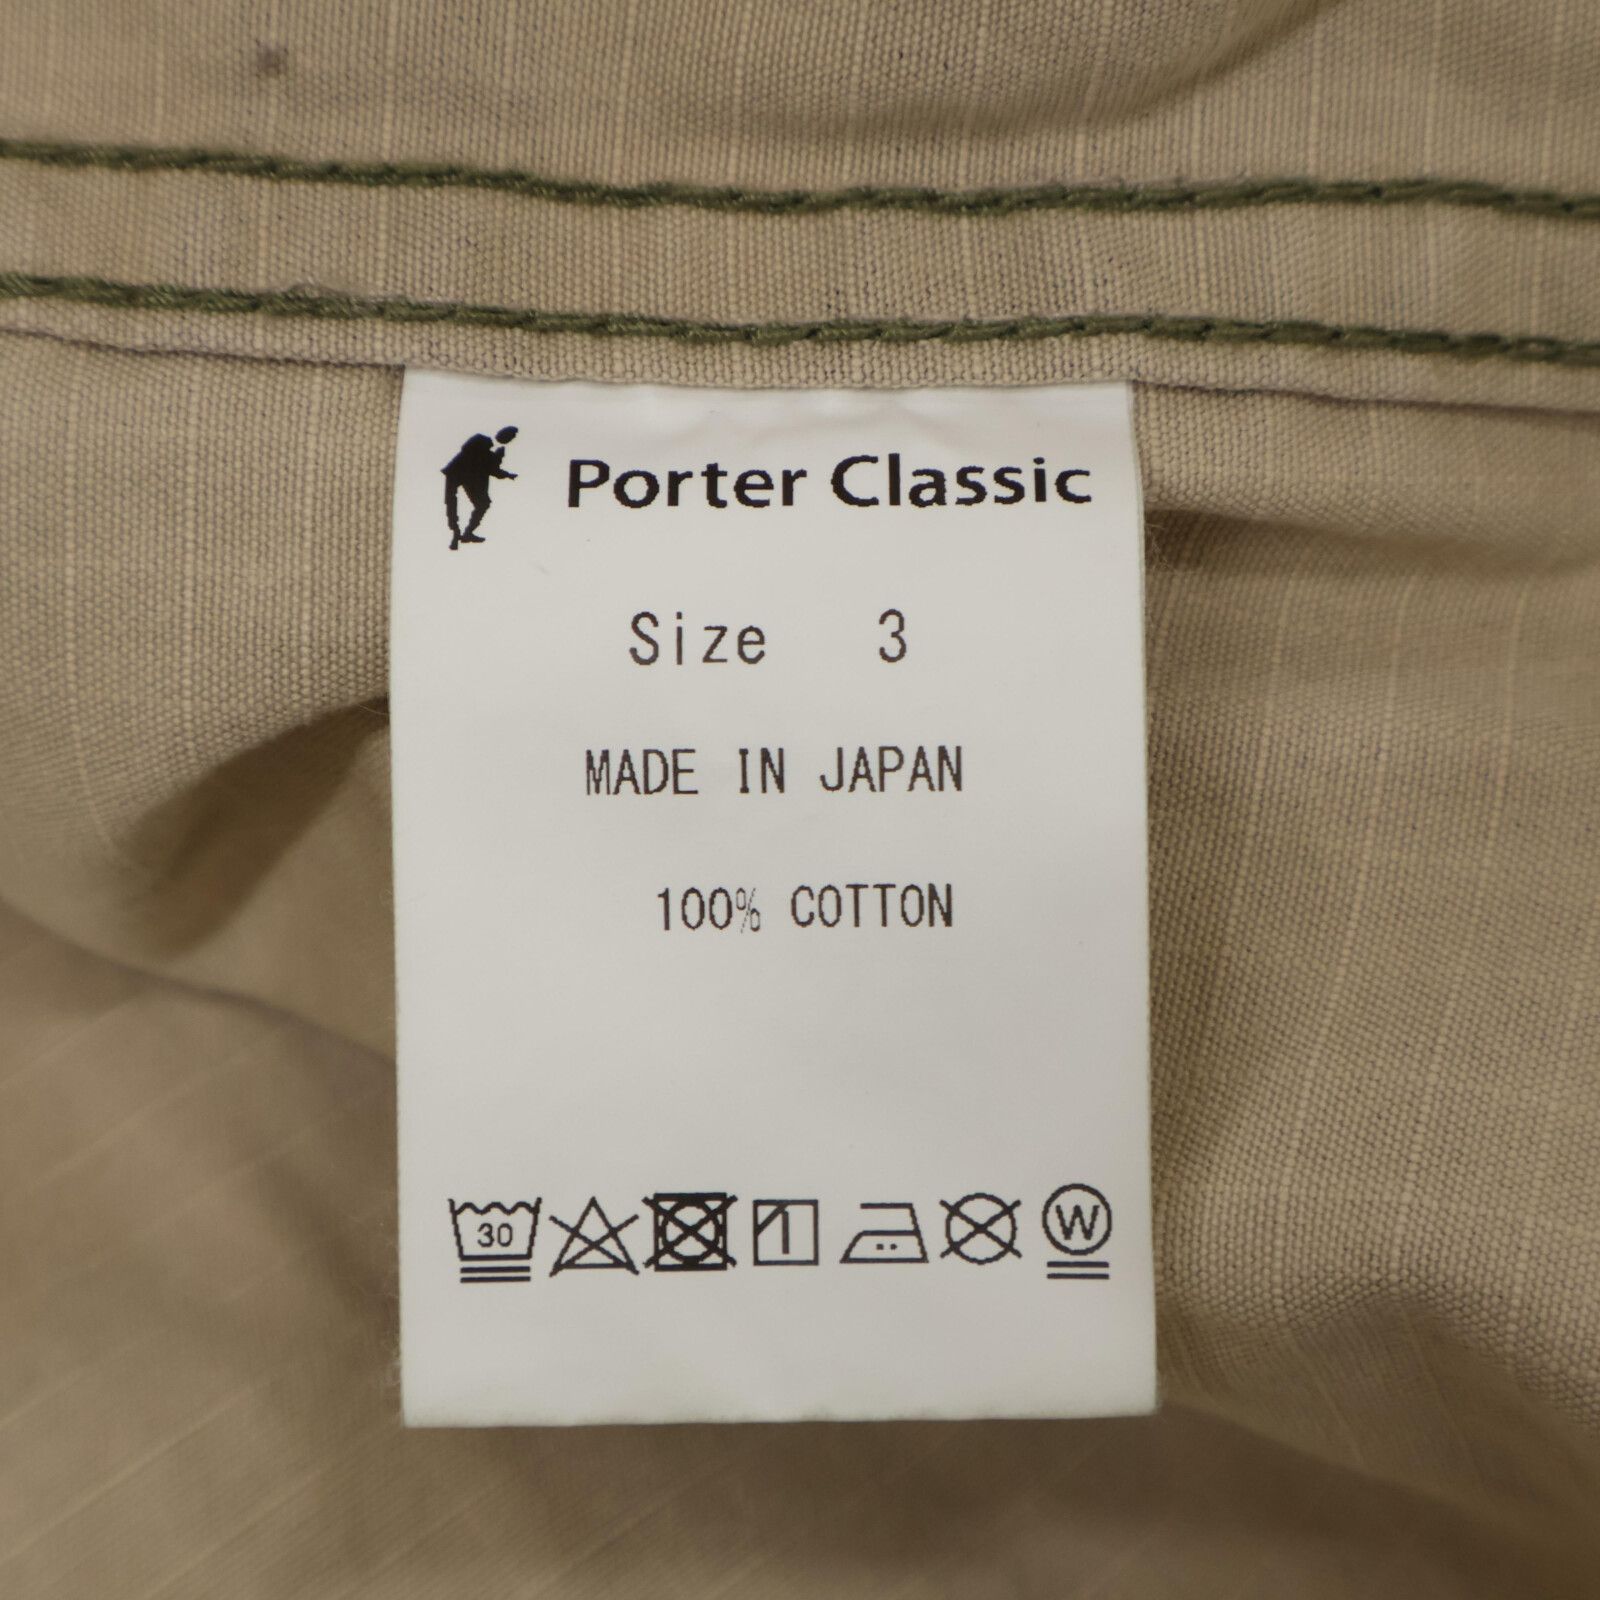 Porter Classic
Size 3
MADE IN JAPAN
100% COTTON
30 W